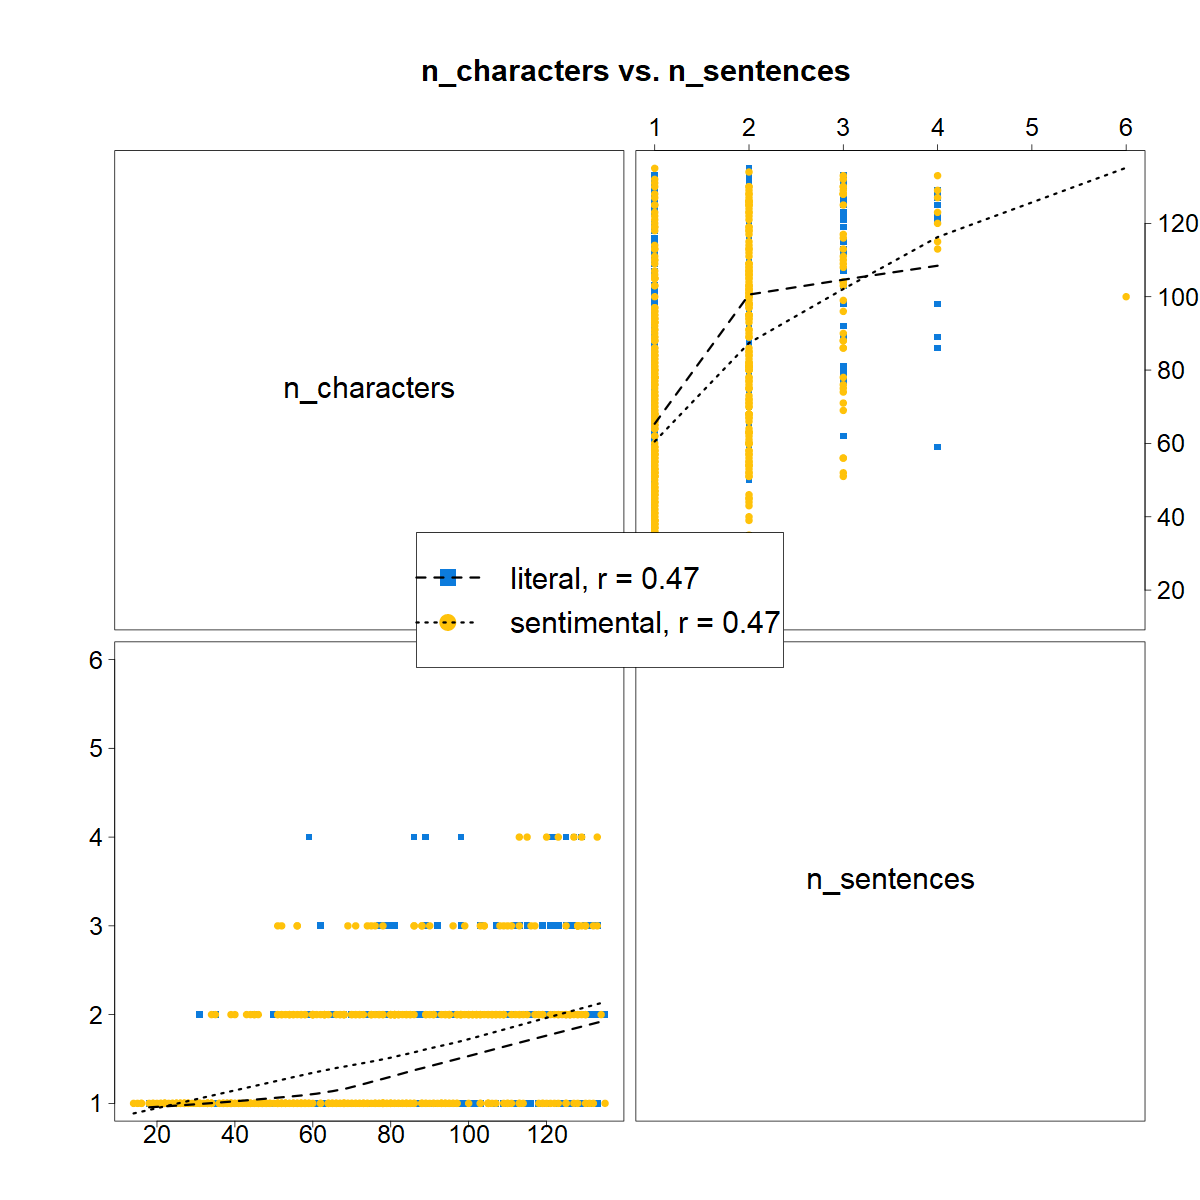 n_characters vs. n_sentences
1 2 3 4 5 6
n_characters
120
100
80
60
40
20
literal, r = 0.47
sentimental, r = 0.47
6
5
4
3
2
1
n_sentences
20 40 60 80 100 120